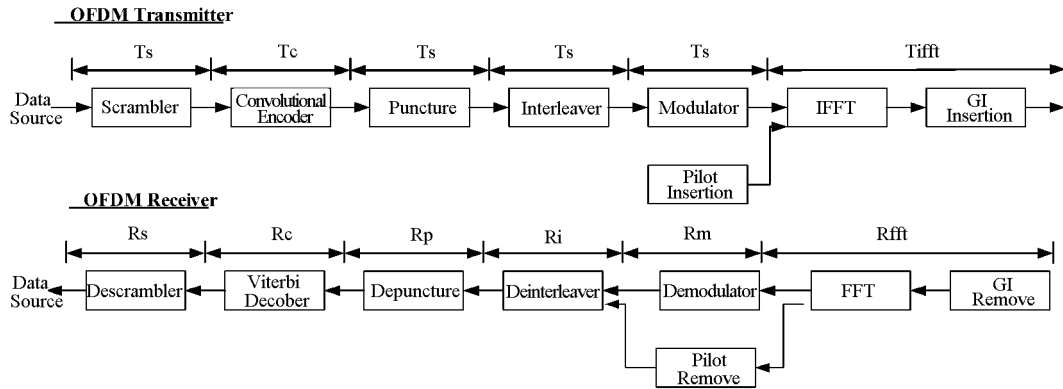 OFDM Transmitter
Ts Tc Ts Ts Ts Tifft
Data
Source
Scrambler
Convolutional
Encoder
Puncture
Interleaver
Modulator
IFFT
GI
Insertion
Pilot
Insertion
OFDM Receiver
Rs Rc Rp Ri Rm Rfft
Data
Source
Descrambler
Viterbi
Decober
Depuncture
Deinterleaver
Demodulator
FFT
GI
Remove
Pilot
Remove